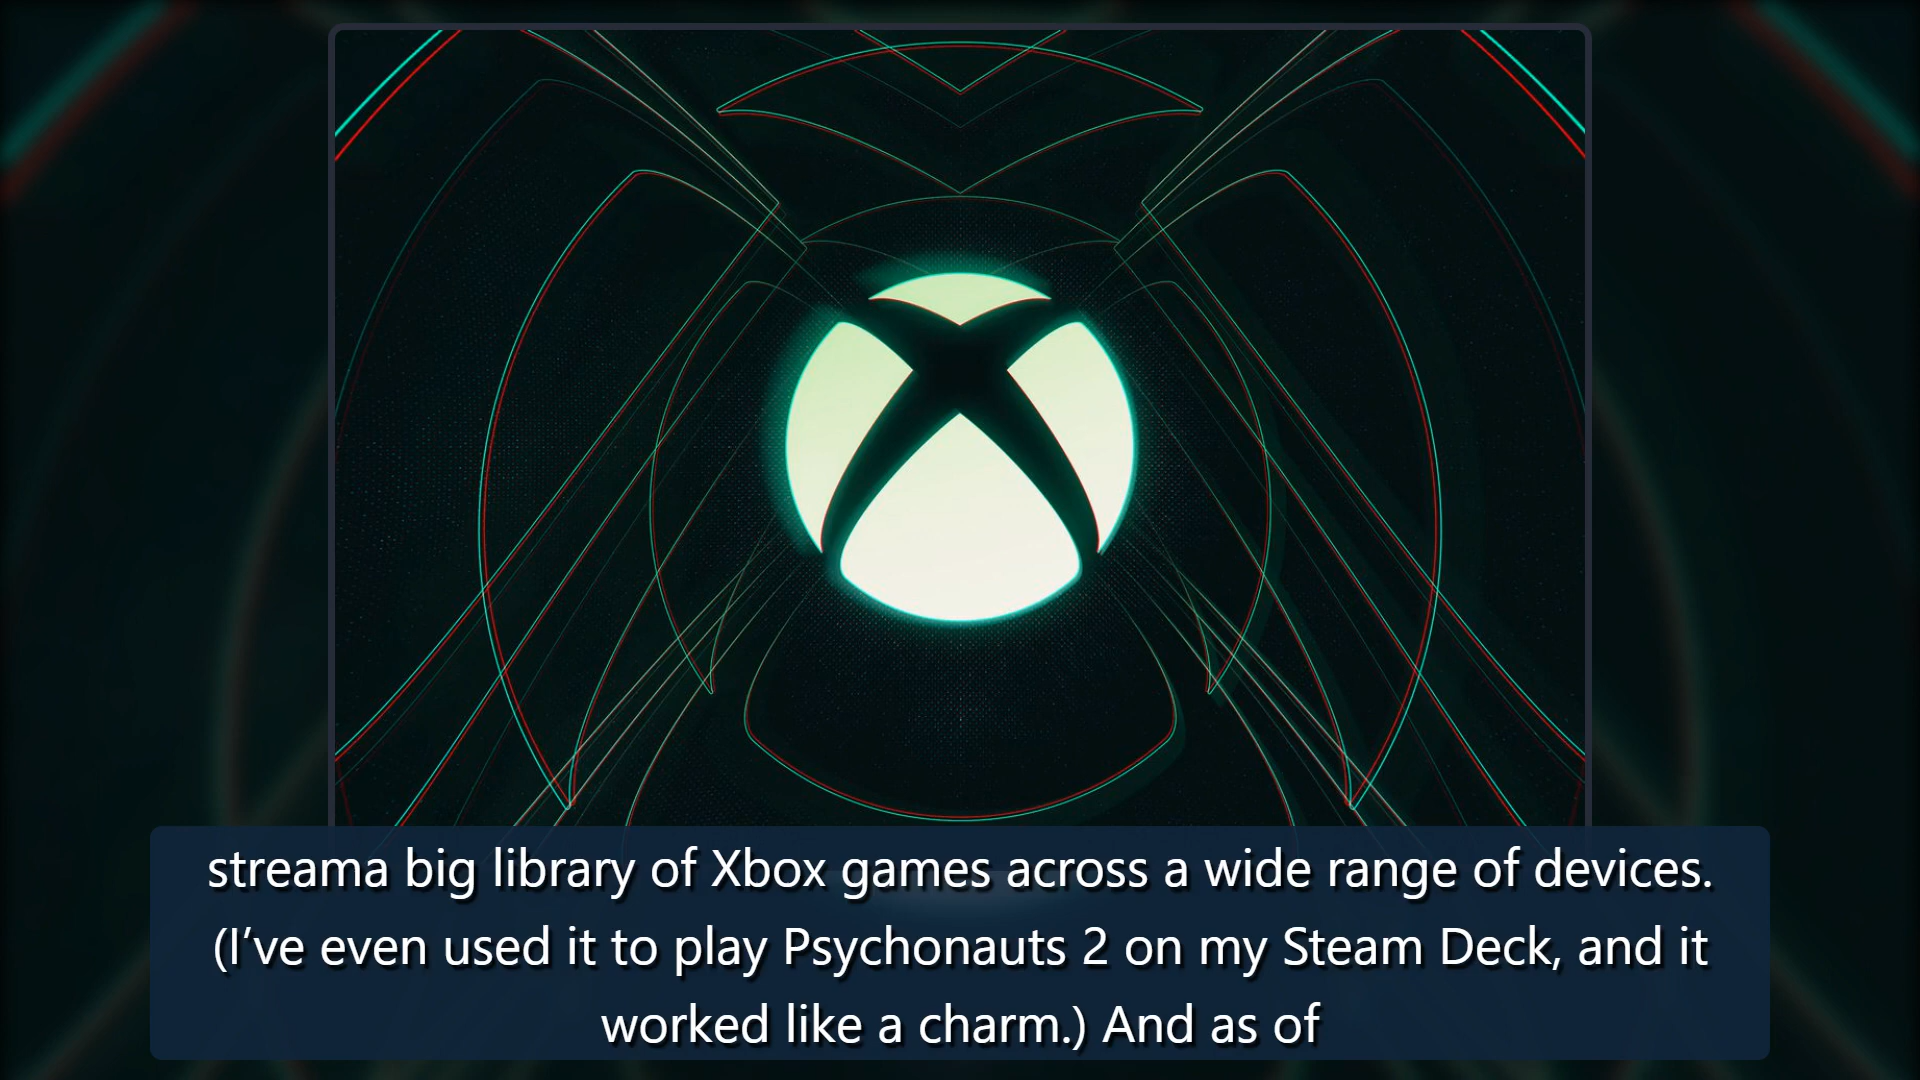 streama big library of Xbox games across a wide range of devices.
(I’ve even used it to play Psychonauts 2 on my Steam Deck, and it
worked like a charm.) And as of